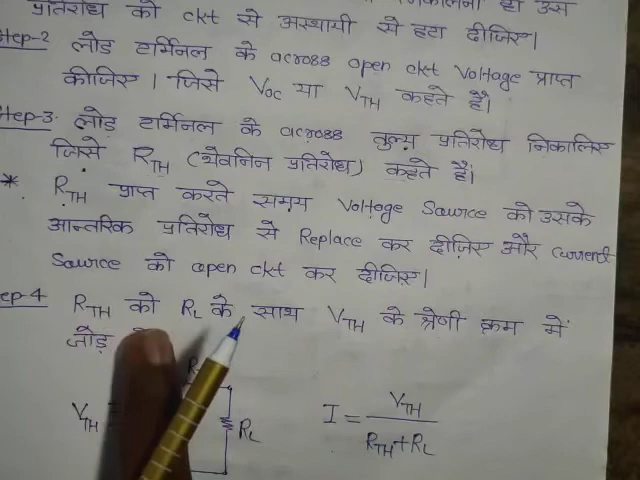 प्रतिरोध को ckt से अस्थायी से हटा दीजिए।
Step-2 लोड टर्मिनल के across open ckt Voltage प्राप्त
कीजिए। जिसे Voc या VTH कहते है।
Step-3. लोड टार्मिनल के across तुल्य प्रतिरोध निकालिए
जिसे RTH (थेवनिन प्रतिरोध) कहते हैं।
* RTH प्राप्त करते समय Voltage Source को उसके
आन्तरिक प्रतिरोध से Replace कर दीजिए और Current
Source को open ckt कर दीजिए।
ep-4 RTH को RL के साथ VTH के श्रेणी क्रम में
जोड़
VTH
RL
I = VTH / RTH+RL